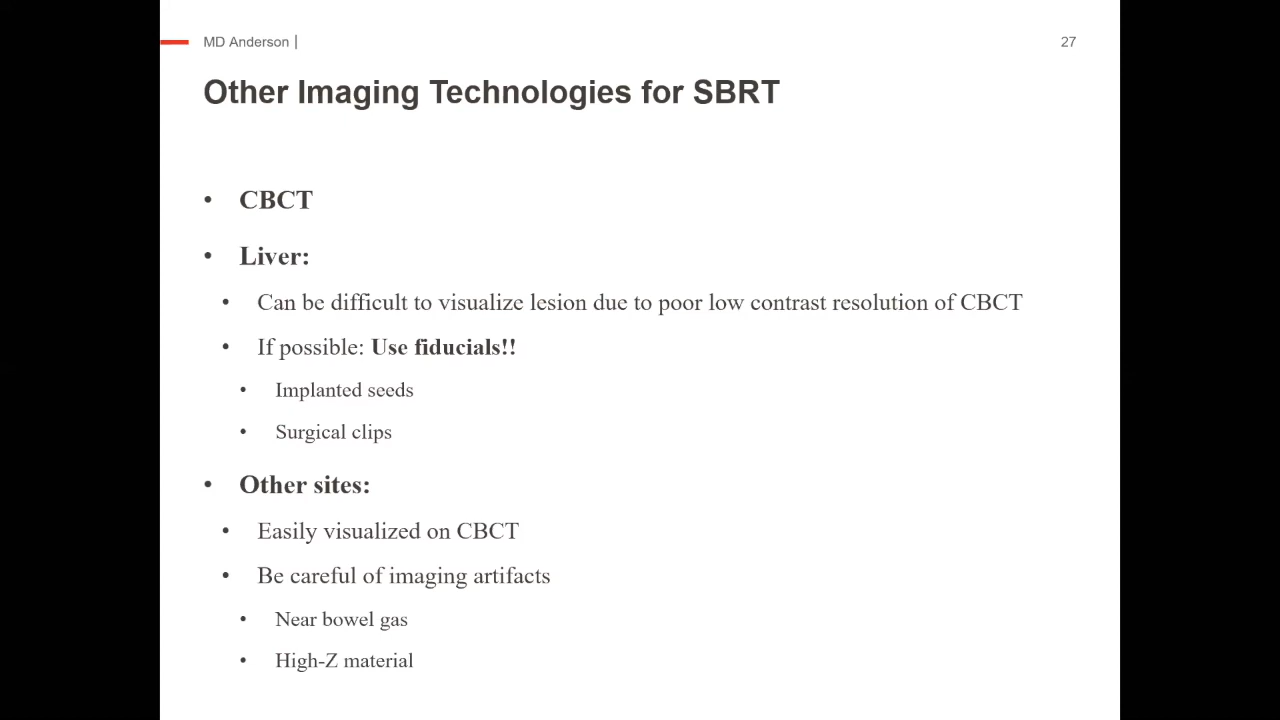 MD Anderson |
27
Other Imaging Technologies for SBRT
• CBCT
• Liver:
• Can be difficult to visualize lesion due to poor low contrast resolution of CBCT
• If possible: Use fiducials!!
• Implanted seeds
• Surgical clips
• Other sites:
• Easily visualized on CBCT
• Be careful of imaging artifacts
• Near bowel gas
• High-Z material